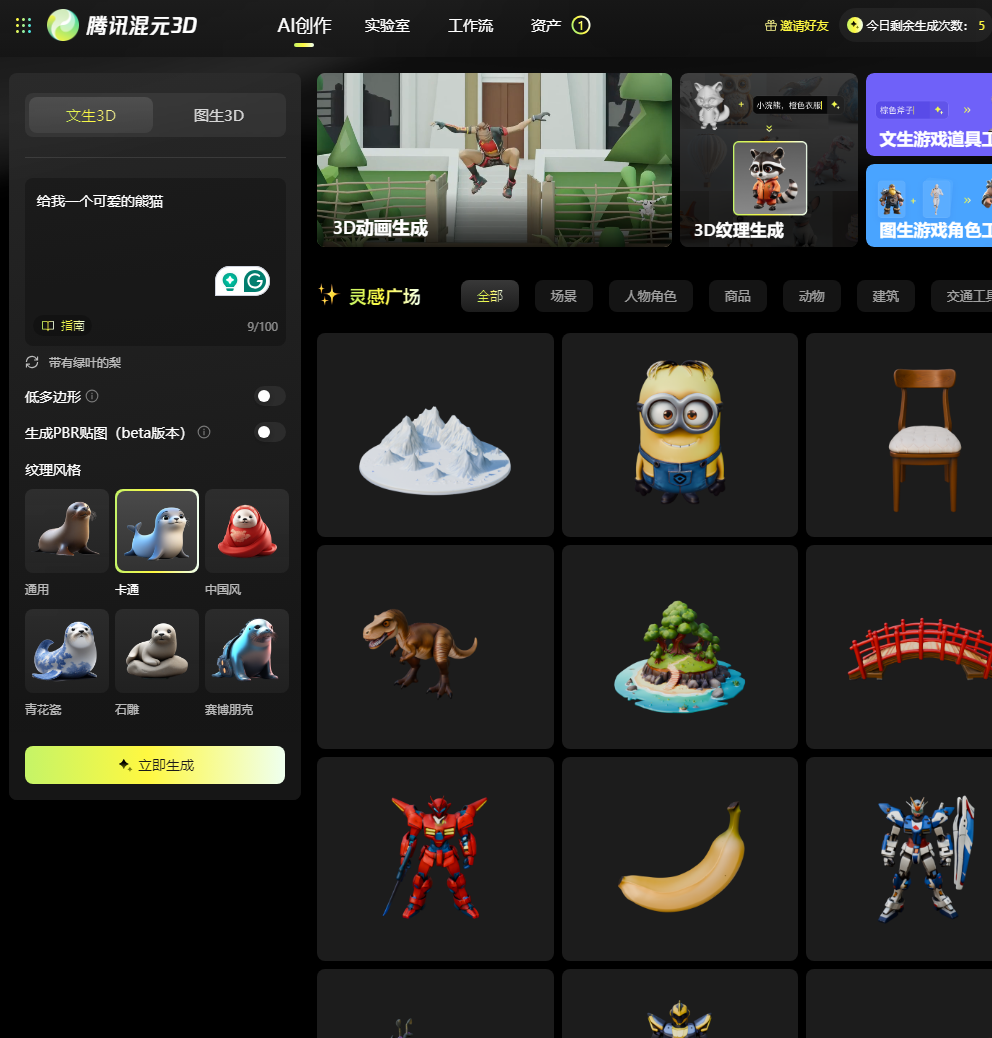 腾讯混元3D
AI创作
实验室
工作流
资产
1
邀请好友
今日剩余生成次数：
5
文生3D
图生3D
给我一个可爱的熊猫
指南
9/100
带有绿叶的梨
低多边形
生成PBR贴图（beta版本）
纹理风格
通用
卡通
中国风
青花瓷
石雕
赛博朋克
立即生成
3D动画生成
小浣熊，橙色衣服
3D纹理生成
棕色斧子
文生游戏道具工
图生游戏角色工
灵感广场
全部
场景
人物角色
商品
动物
建筑
交通工具